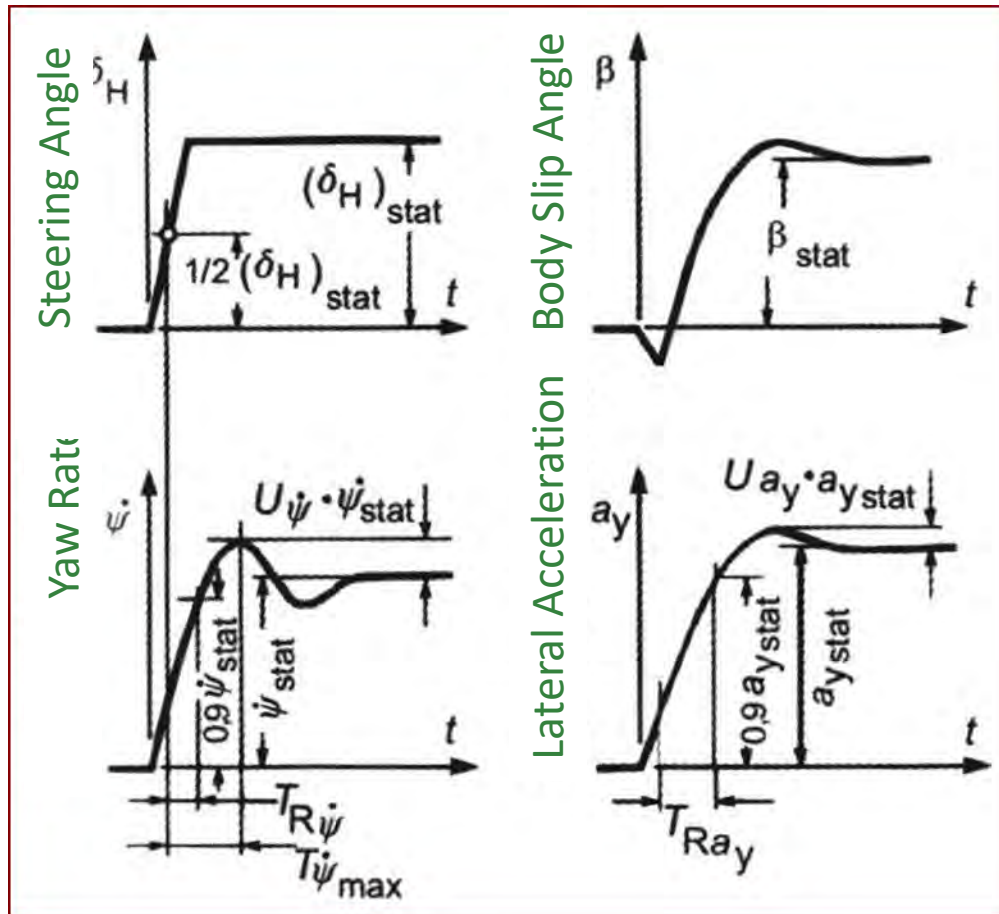 Steering Angle
δH
(δH)stat
1/2 (δH)stat
t
Body Slip Angle
β
βstat
t
Yaw Rate
ψ̇
Uψ̇ · ψ̇stat
0,9 ψ̇stat
ψ̇stat
t
TRψ̇
Tψ̇max
Lateral Acceleration
ay
Uay · aystat
0,9 aystat
aystat
t
TRay